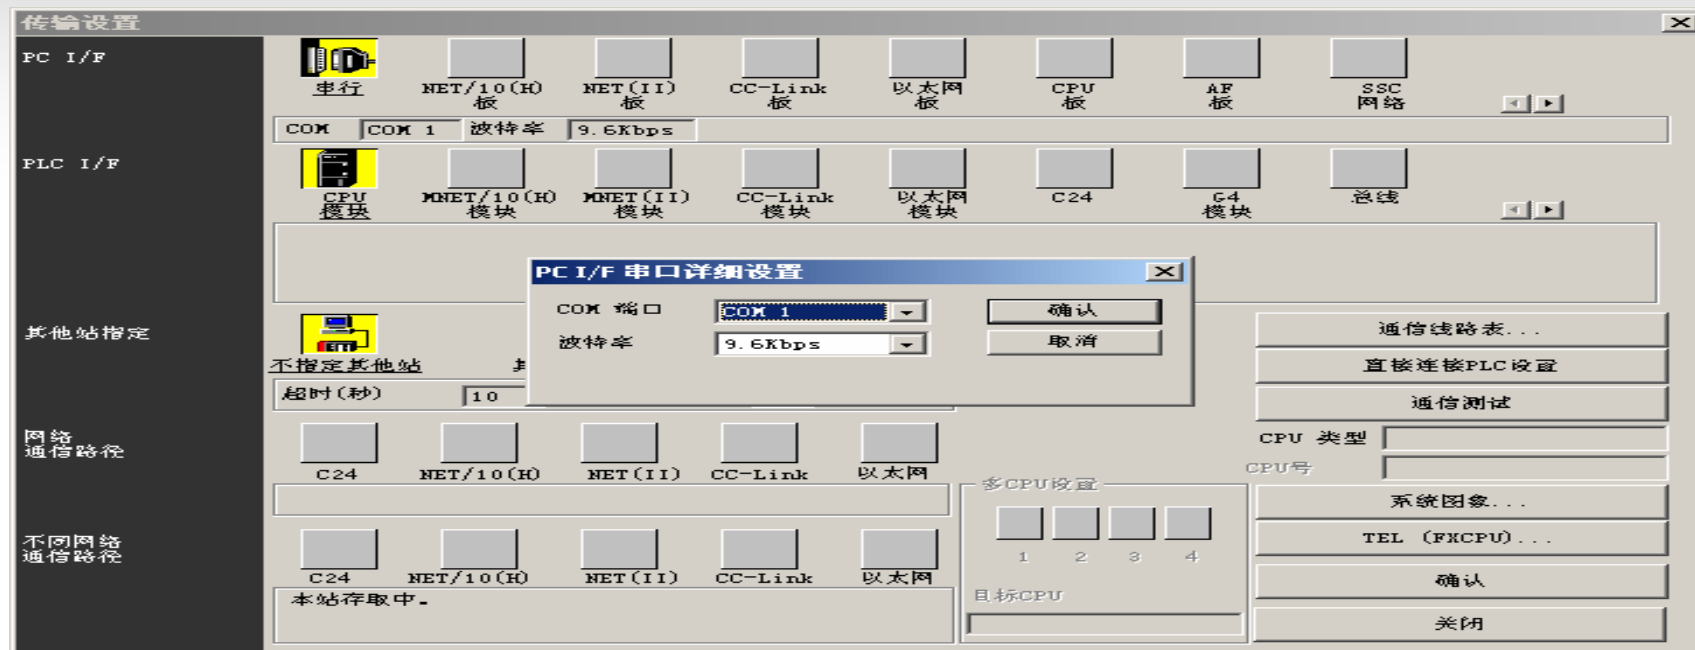 传输设置
PC I/F
串行
NET/10(H)
板
NET(II)
板
CC-Link
板
以太网
板
CPU
板
AF
板
SSC
网络
COM COM 1 波特率 9.6Kbps
PLC I/F
CPU
模块
MNET/10(H)
模块
MNET(II)
模块
CC-Link
模块
以太网
模块
C24
G4
模块
总线
PC I/F 串口详细设置
COM 端口 COM 1 确认
波特率 9.6Kbps 取消
其他站指定
不指定其他站
超时(秒) 10
通信线路表...
直接连接PLC设置
通信测试
CPU 类型
CPU号
网络
通信路径
C24 NET/10(H) NET(II) CC-Link 以太网
多CPU设置
1 2 3 4
目标CPU
系统图象...
TEL (FXCPU)...
确认
关闭
不同网络
通信路径
C24 NET/10(H) NET(II) CC-Link 以太网
本站存取中。